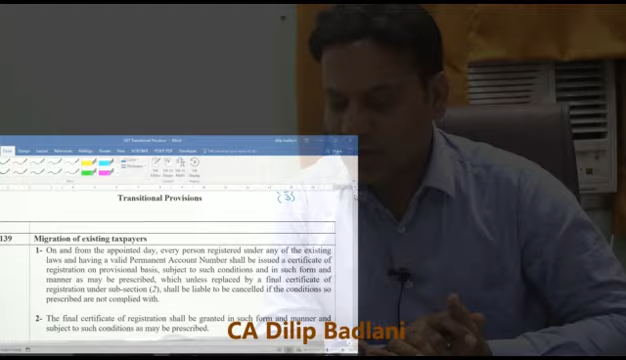 Transitional Provisions
139 Migration of existing taxpayers
1- On and from the appointed day, every person registered under any of the existing
laws and having a valid Permanent Account Number shall be issued a certificate of
registration on provisional basis, subject to such conditions and in such form and
manner as may be prescribed, which unless replaced by a final certificate of
registration under sub-section (2), shall be liable to be cancelled if the conditions so
prescribed are not complied with.
2- The final certificate of registration shall be granted in such form and manner and
subject to such conditions as may be prescribed.
CA Dilip Badlani